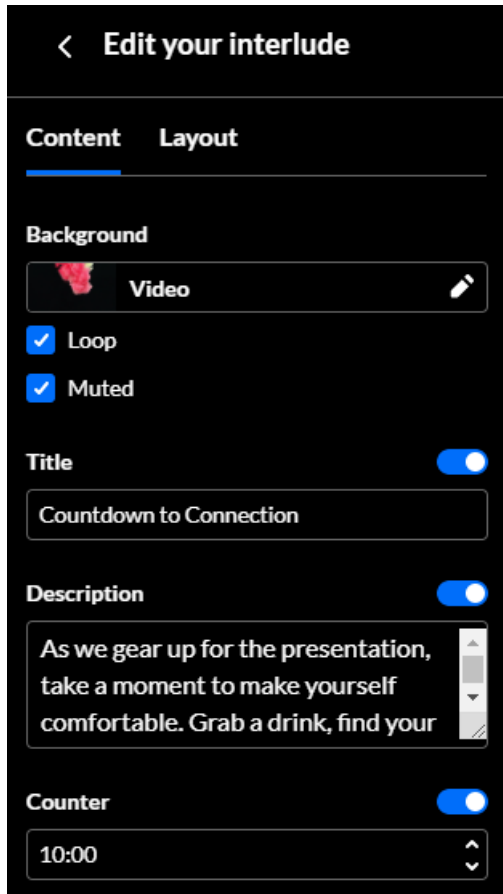 Edit your interlude
Content Layout
Background
Video
Loop
Muted
Title
Countdown to Connection
Description
As we gear up for the presentation,
take a moment to make yourself
comfortable. Grab a drink, find your
Counter
10:00